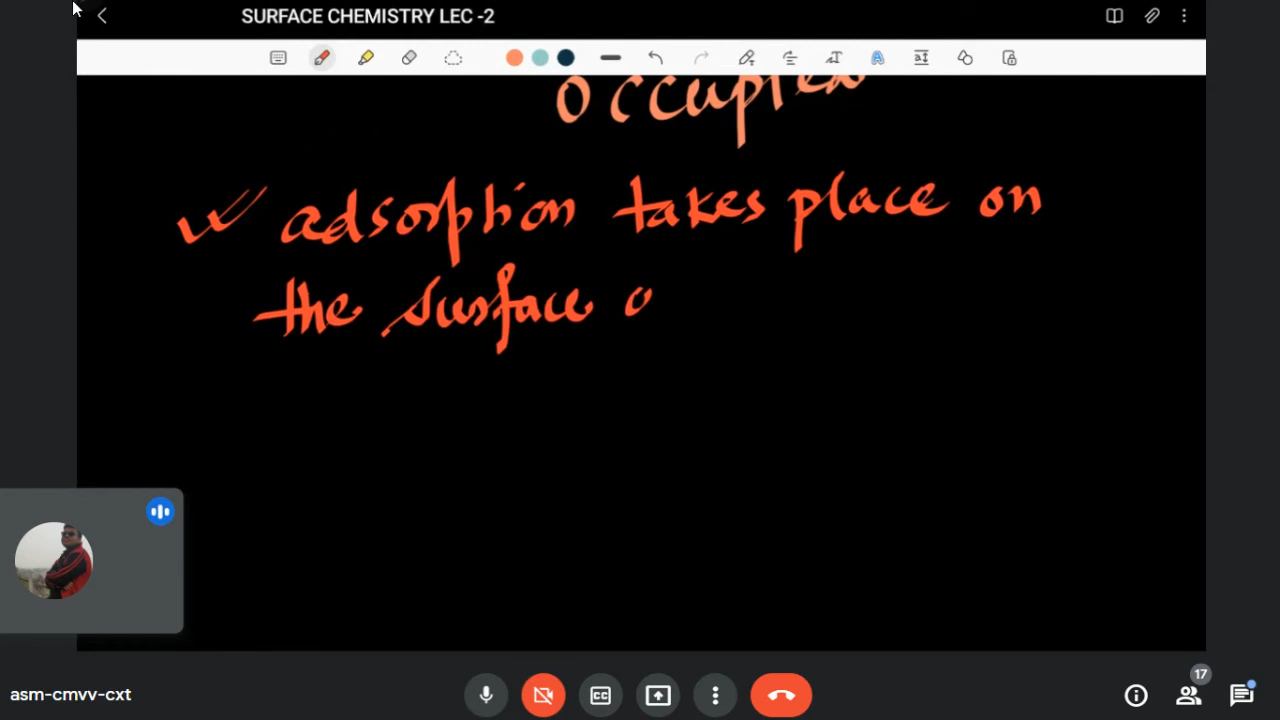 SURFACE CHEMISTRY LEC -2
occupied
adsorption takes place on
the surface o
asm-cmvv-cxt
17